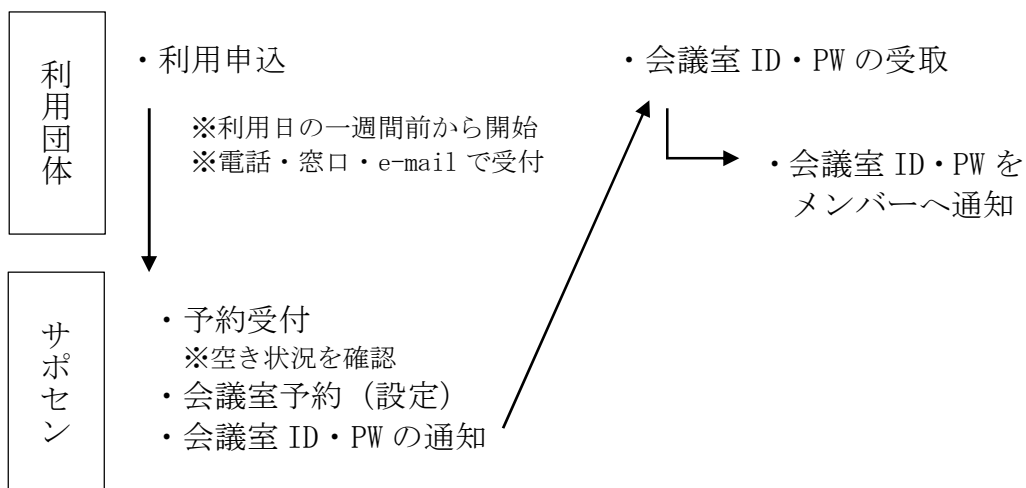 利用団体
・利用申込
※利用日の一週間前から開始
※電話・窓口・e-mailで受付
・会議室 ID・PW の受取
・会議室 ID・PW を
メンバーへ通知
サポセン
・予約受付
※空き状況を確認
・会議室予約（設定）
・会議室 ID・PW の通知